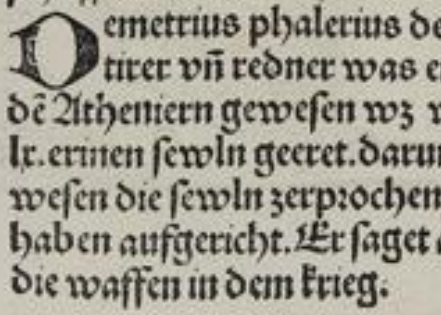 Demetrius phalerius de
tirer vñ redner was e
dē Atheniern gewesen wz
lx. erinen sewln geeret. darum
wesen die sewln zerprochen
haben aufgericht. Er saget
die waffen in dem krieg.